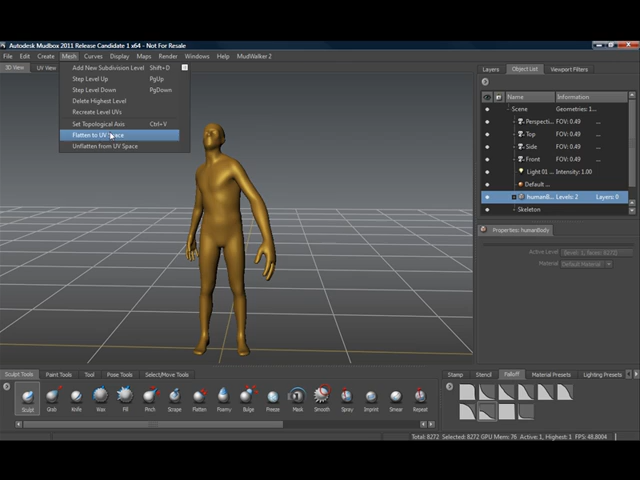 Autodesk Mudbox 2011 Release Candidate 1 x64 - Not For Resale
File Edit Create Mesh Curves Display Maps Render Windows Help MudWalker 2
3D View UV View
Add New Subdivision Level Shift+D
Step Level Up PgUp
Step Level Down PgDown
Delete Highest Level
Recreate Level UVs
Set Topological Axis Ctrl+V
Flatten to UV Space
Unflatten from UV Space
Layers Object List Viewport Filters
Name Information
Scene Geometries: 1...
Perspecti... FOV: 0.49
Top FOV: 0.49
Side FOV: 0.49
Front FOV: 0.49
Light 01 ... Intensity: 1.00
Default ...
humanB... Levels: 2 Layers: 0
Skeleton
Properties: humanBody
Active Level [level: 1, faces: 8272]
Material Default Material
Sculpt Tools Paint Tools Tool Pose Tools Select/Move Tools
Sculpt Grab Knife Wax Fill Pinch Scrape Flatten Foamy Bulge Freeze Mask Smooth Spray Imprint Smear Repeat
Stamp Stencil Falloff Material Presets Lighting Presets
Total: 8272 Selected: 8272 GPU Mem: 76 Active: 1, Highest: 1 FPS: 48.8004